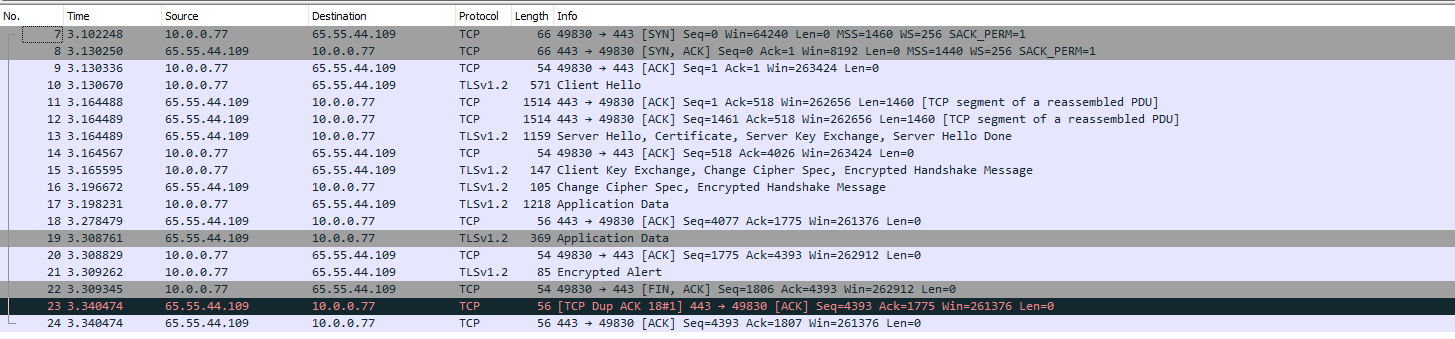 No. Time Source Destination Protocol Length Info
7 3.102248 10.0.0.77 65.55.44.109 TCP 66 49830 → 443 [SYN] Seq=0 Win=64240 Len=0 MSS=1460 WS=256 SACK_PERM=1
8 3.130250 65.55.44.109 10.0.0.77 TCP 66 443 → 49830 [SYN, ACK] Seq=0 Ack=1 Win=8192 Len=0 MSS=1440 WS=256 SACK_PERM=1
9 3.130336 10.0.0.77 65.55.44.109 TCP 54 49830 → 443 [ACK] Seq=1 Ack=1 Win=263424 Len=0
10 3.130670 10.0.0.77 65.55.44.109 TLSv1.2 571 Client Hello
11 3.164488 65.55.44.109 10.0.0.77 TCP 1514 443 → 49830 [ACK] Seq=1 Ack=518 Win=262656 Len=1460 [TCP segment of a reassembled PDU]
12 3.164489 65.55.44.109 10.0.0.77 TCP 1514 443 → 49830 [ACK] Seq=1461 Ack=518 Win=262656 Len=1460 [TCP segment of a reassembled PDU]
13 3.164489 65.55.44.109 10.0.0.77 TLSv1.2 1159 Server Hello, Certificate, Server Key Exchange, Server Hello Done
14 3.164567 10.0.0.77 65.55.44.109 TCP 54 49830 → 443 [ACK] Seq=518 Ack=4026 Win=263424 Len=0
15 3.165595 10.0.0.77 65.55.44.109 TLSv1.2 147 Client Key Exchange, Change Cipher Spec, Encrypted Handshake Message
16 3.196672 65.55.44.109 10.0.0.77 TLSv1.2 105 Change Cipher Spec, Encrypted Handshake Message
17 3.198231 10.0.0.77 65.55.44.109 TLSv1.2 1218 Application Data
18 3.278479 65.55.44.109 10.0.0.77 TCP 56 443 → 49830 [ACK] Seq=4077 Ack=1775 Win=261376 Len=0
19 3.308761 65.55.44.109 10.0.0.77 TLSv1.2 369 Application Data
20 3.308829 10.0.0.77 65.55.44.109 TCP 54 49830 → 443 [ACK] Seq=1775 Ack=4393 Win=262912 Len=0
21 3.309262 10.0.0.77 65.55.44.109 TLSv1.2 85 Encrypted Alert
22 3.309345 10.0.0.77 65.55.44.109 TCP 54 49830 → 443 [FIN, ACK] Seq=1806 Ack=4393 Win=262912 Len=0
23 3.340474 65.55.44.109 10.0.0.77 TCP 56 [TCP Dup ACK 18#1] 443 → 49830 [ACK] Seq=4393 Ack=1775 Win=261376 Len=0
24 3.340474 65.55.44.109 10.0.0.77 TCP 56 443 → 49830 [ACK] Seq=4393 Ack=1807 Win=261376 Len=0